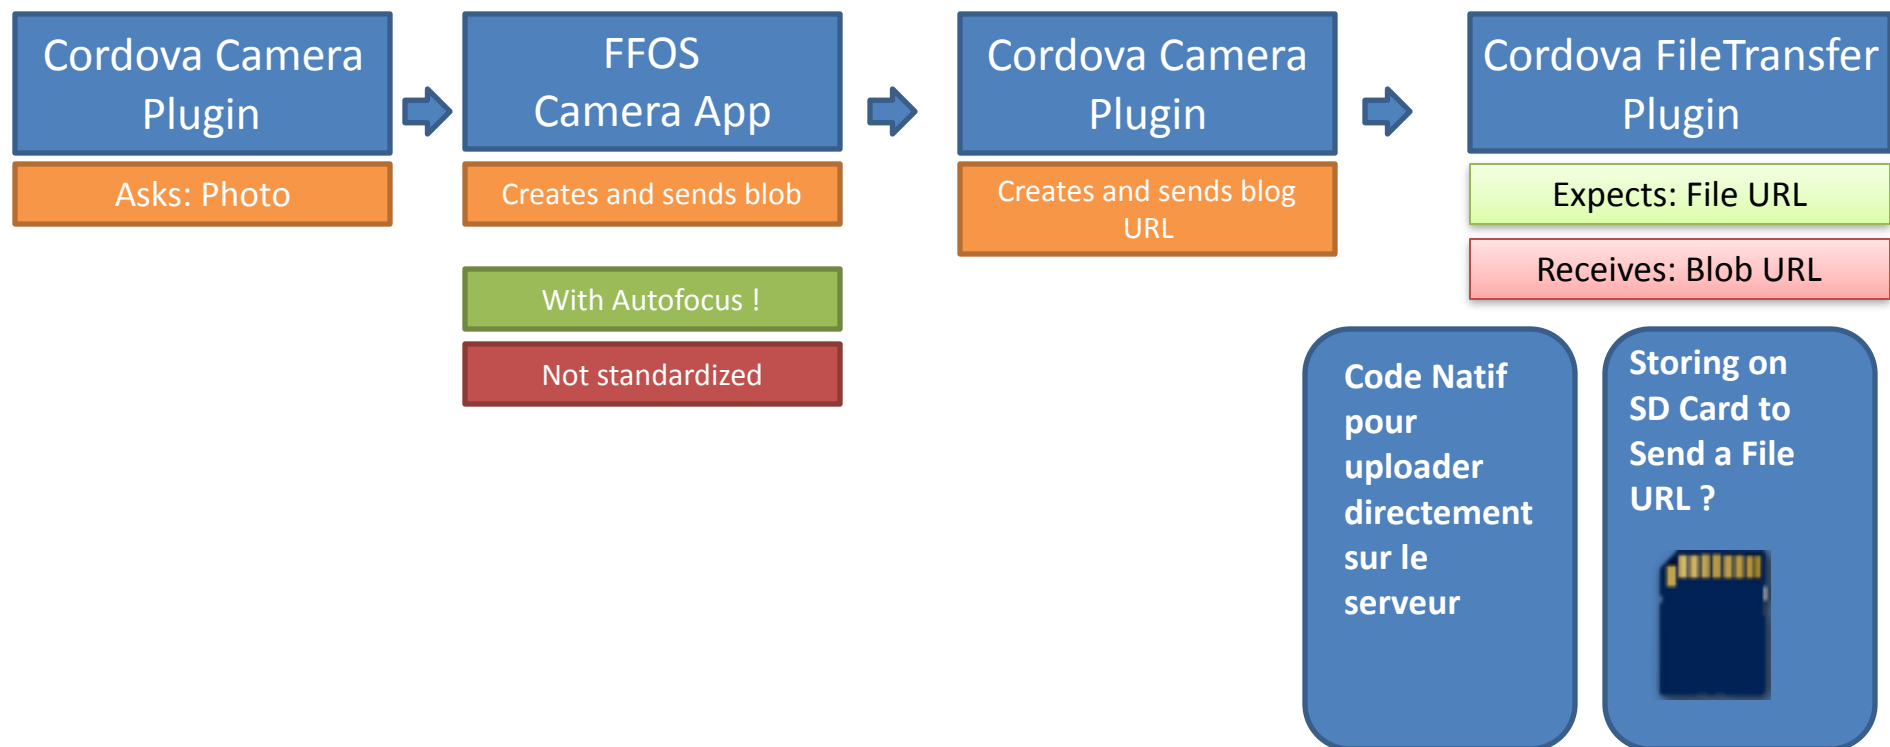 Cordova Camera
Plugin
FFOS
Camera App
Cordova Camera
Plugin
Cordova FileTransfer
Plugin
Asks: Photo
Creates and sends blob
Creates and sends blog
URL
Expects: File URL
Receives: Blob URL
With Autofocus !
Not standardized
Code Natif
pour
uploader
directement
sur le
serveur
Storing on
SD Card to
Send a File
URL ?